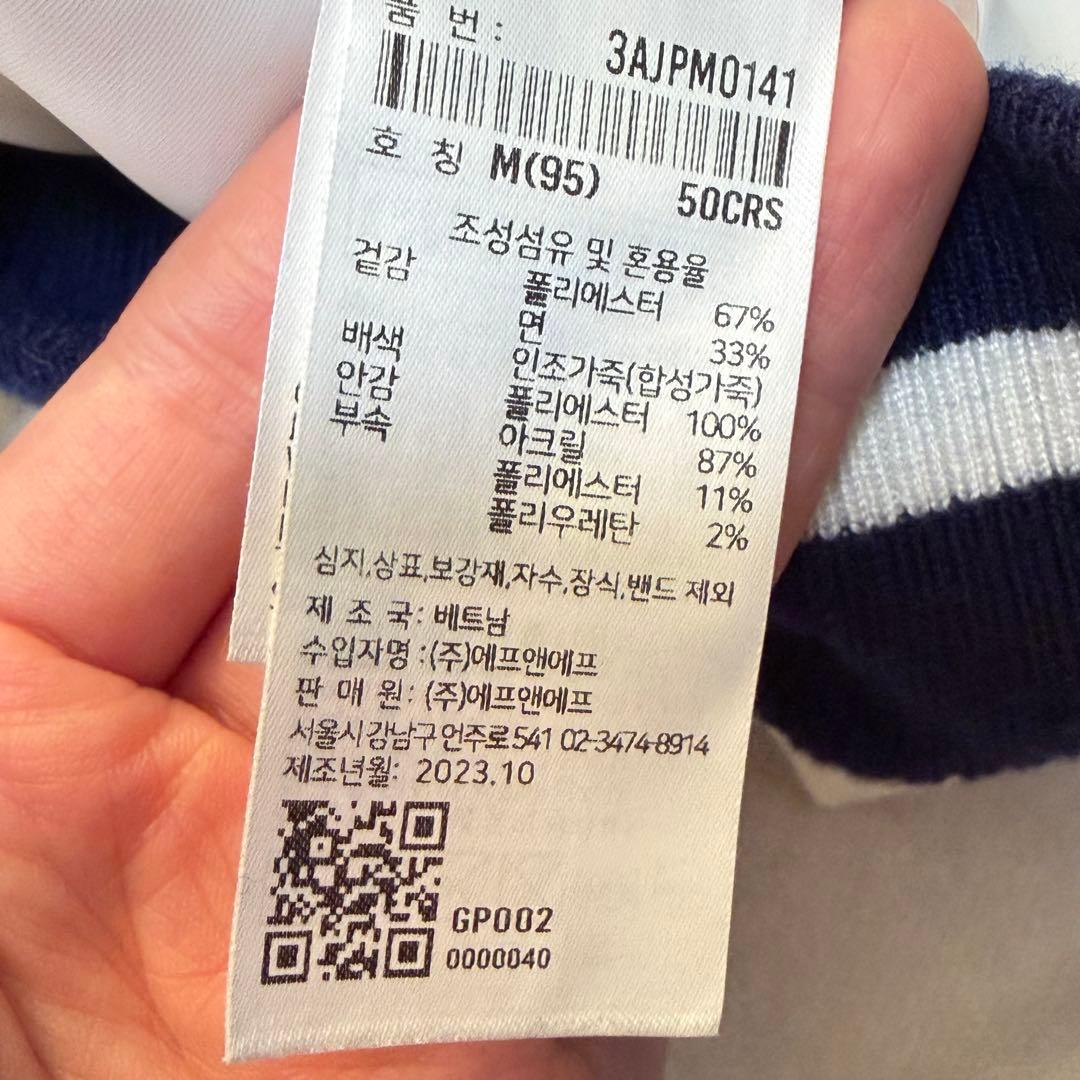 품 번: 3AJPM0141
호 칭 M(95) 50CRS
조성섬유 및 혼용율
겉감 폴리에스터 67%
면 33%
배색 인조가죽(합성가죽)
안감 폴리에스터 100%
부속 아크릴 87%
폴리에스터 11%
폴리우레탄 2%
심지,상표,보강재,자수,장식,밴드 제외
제 조 국: 베트남
수입자명 :(주)에프앤에프
판 매 원: (주)에프앤에프
서울시 강남구 언주로 541 02-3474-8914
제조년월: 2023.10
GP002
0000040